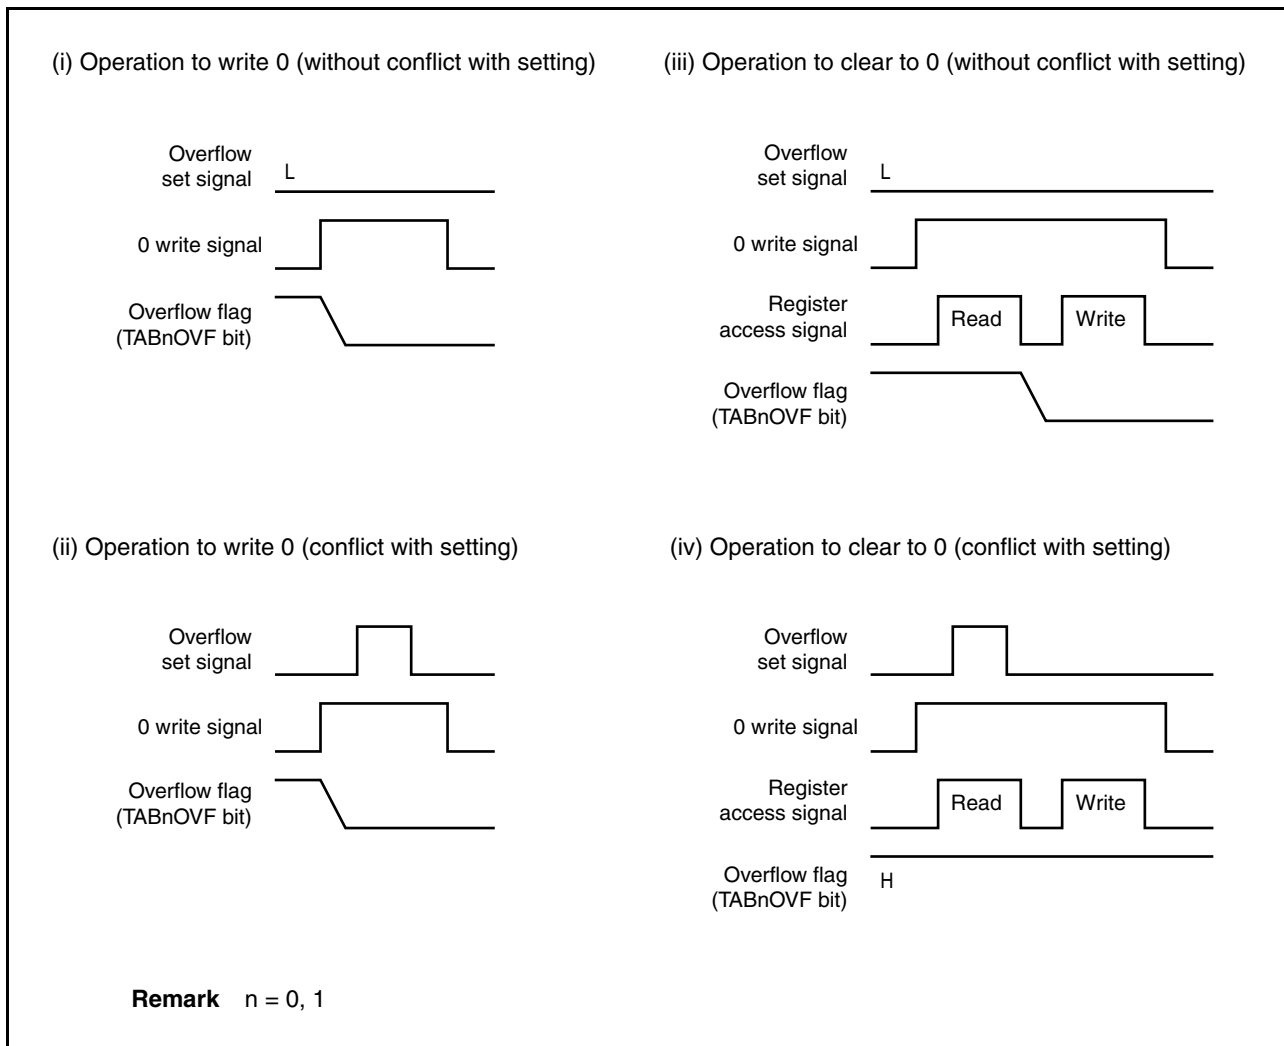 (i) Operation to write 0 (without conflict with setting)
Overflow
set signal
L
0 write signal
Overflow flag
(TABnOVF bit)
(iii) Operation to clear to 0 (without conflict with setting)
Overflow
set signal
L
0 write signal
Register
access signal
Read
Write
Overflow flag
(TABnOVF bit)
(ii) Operation to write 0 (conflict with setting)
Overflow
set signal
0 write signal
Overflow flag
(TABnOVF bit)
(iv) Operation to clear to 0 (conflict with setting)
Overflow
set signal
0 write signal
Register
access signal
Read
Write
Overflow flag
(TABnOVF bit)
H
Remark n = 0, 1